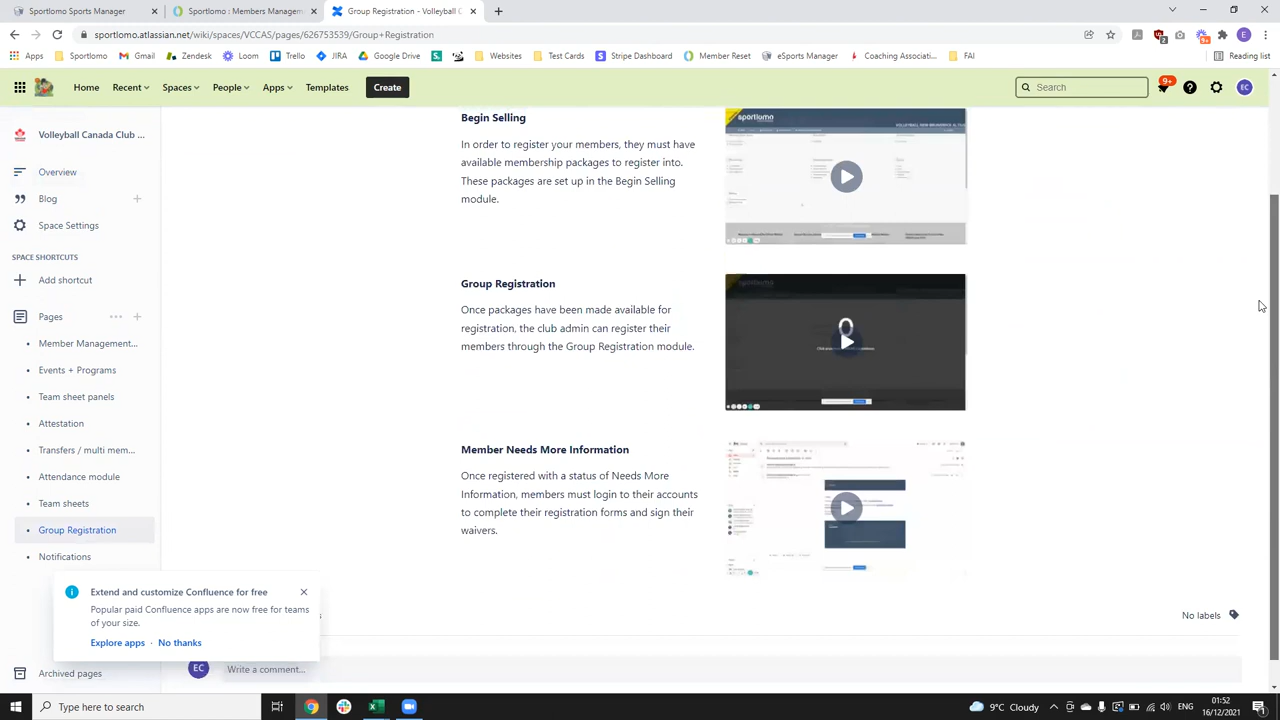 Sportlomo Sports Manager
Sportlomo : Members Managem
Group Registration - Volleyball C
sportlomo.atlassian.net/wiki/spaces/VCCAS/pages/626753539/Group+Registration
Apps Sportlomo Gmail Zendesk Loom JIRA Google Drive Websites Test Cards Stripe Dashboard Member Reset eSports Manager Coaching Associati... FAI Reading list
Home Recent Spaces People Apps Templates Create Search 9+
Volleyball Canada Club ...
Space Settings
SPACE SHORTCUTS
Add shortcut
Pages
Member Management...
Events + Programs
Team sheet panels
Attestation
Team sheets
Group Registration
Notifications
Begin Selling
In order to register your members, they must have
available membership packages to register into.
These packages are set up in the Begin Selling
module.
sportlomo
Group Registration
Once packages have been made available for
registration, the club admin can register their
members through the Group Registration module.
Member Needs More Information
Once registered with a status of Needs More
Information, members must login to their accounts
to complete their registration forms and sign their
waivers.
Extend and customize Confluence for free
Popular paid Confluence apps are now free for teams
of your size.
Explore apps · No thanks
No labels
Archived pages
EC
Write a comment...
Type here to search
9°C Cloudy
ENG
01:52
16/12/2021